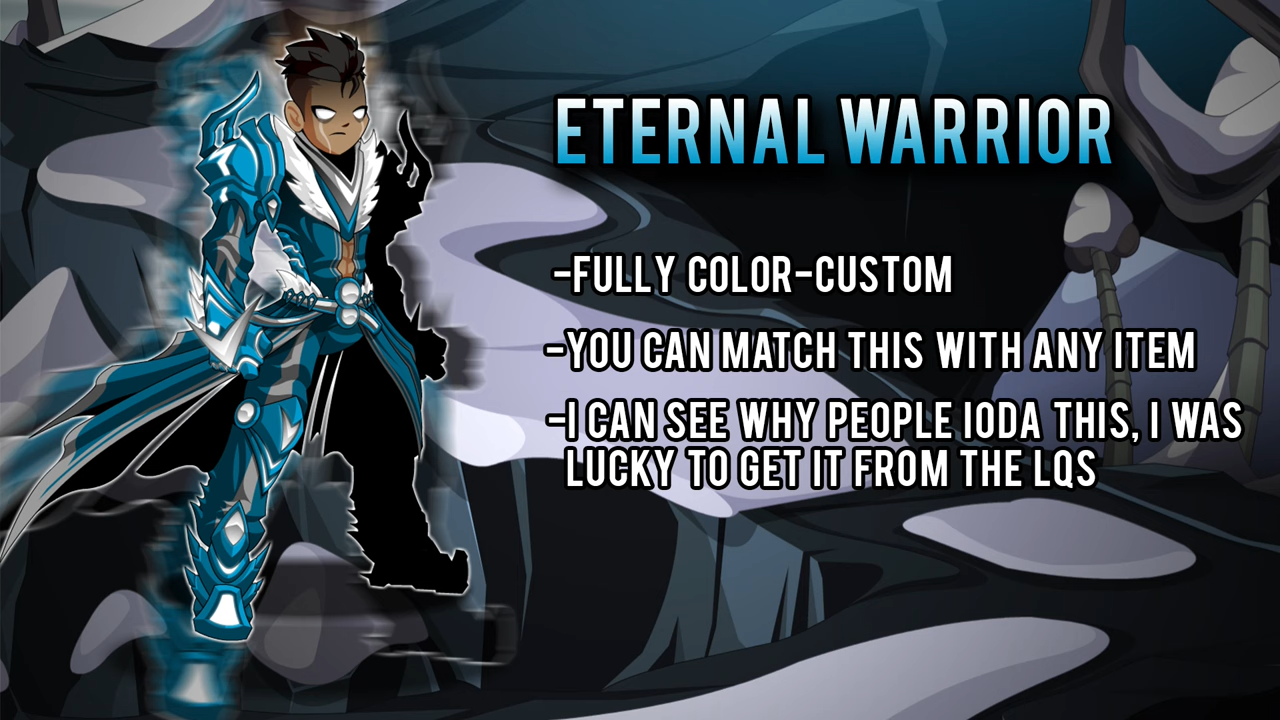 ETERNAL WARRIOR
-FULLY COLOR-CUSTOM
-YOU CAN MATCH THIS WITH ANY ITEM
-I CAN SEE WHY PEOPLE IODA THIS, I WAS
LUCKY TO GET IT FROM THE LQS